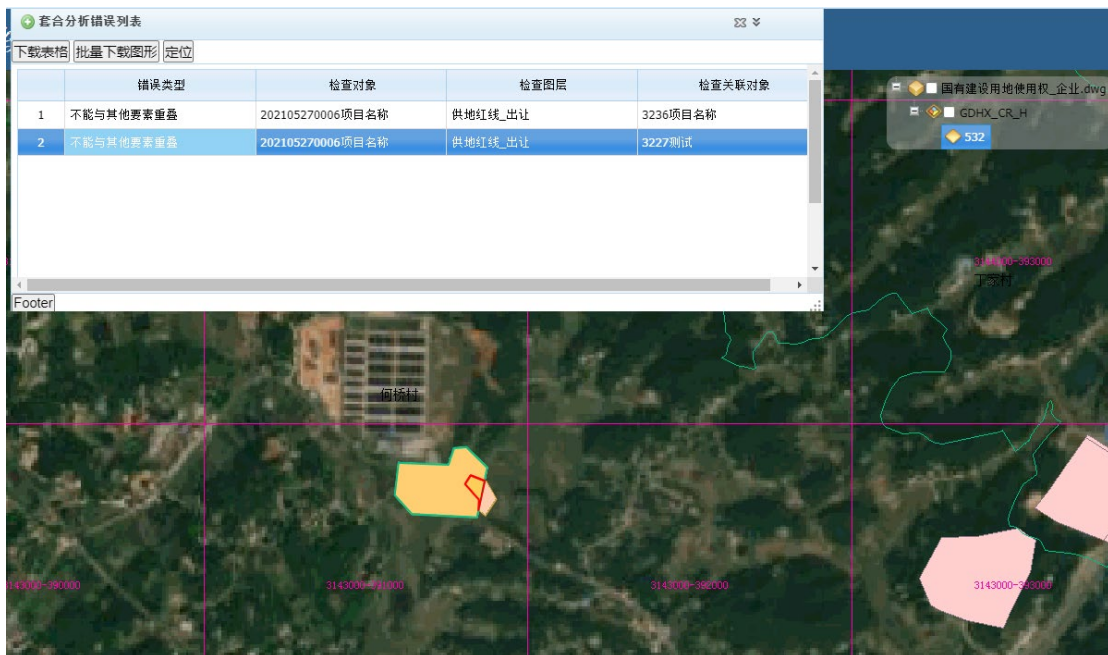 套合分析错误列表
下载表格 批量下载图形 定位
错误类型 检查对象 检查图层 检查关联对象
1 不能与其他要素重叠 202105270006项目名称 供地红线_出让 3236项目名称
2 不能与其他要素重叠 202105270006项目名称 供地红线_出让 3227测试
Footer
国有建设用地使用权_企业.dwg
GDHX_CR_H
532
3144000-393000
丁家村
何桥村
3143000-390000
3143000-391000
3143000-392000
3143000-393000